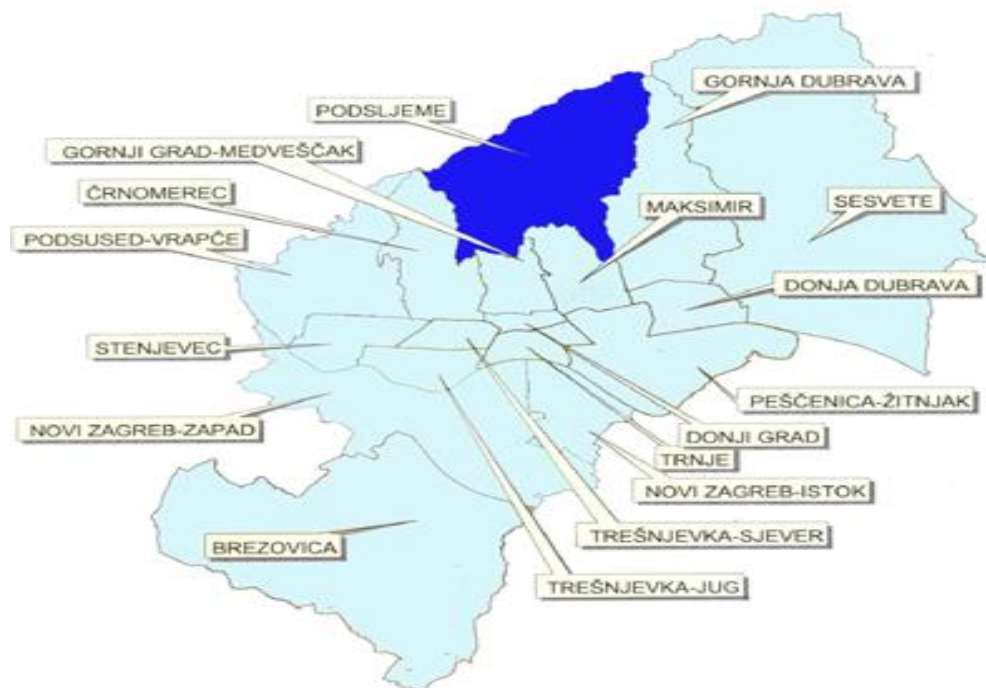 GORNJA DUBRAVA
PODSLJEME
GORNJI GRAD-MEDVEŠČAK
ČRNOMEREC
MAKSIMIR
SESVETE
PODSUSED-VRAPČE
DONJA DUBRAVA
STENJEVEC
PEŠČENICA-ŽITNJAK
NOVI ZAGREB-ZAPAD
DONJI GRAD
TRNJE
NOVI ZAGREB-ISTOK
TREŠNJEVKA-SJEVER
BREZOVICA
TREŠNJEVKA-JUG